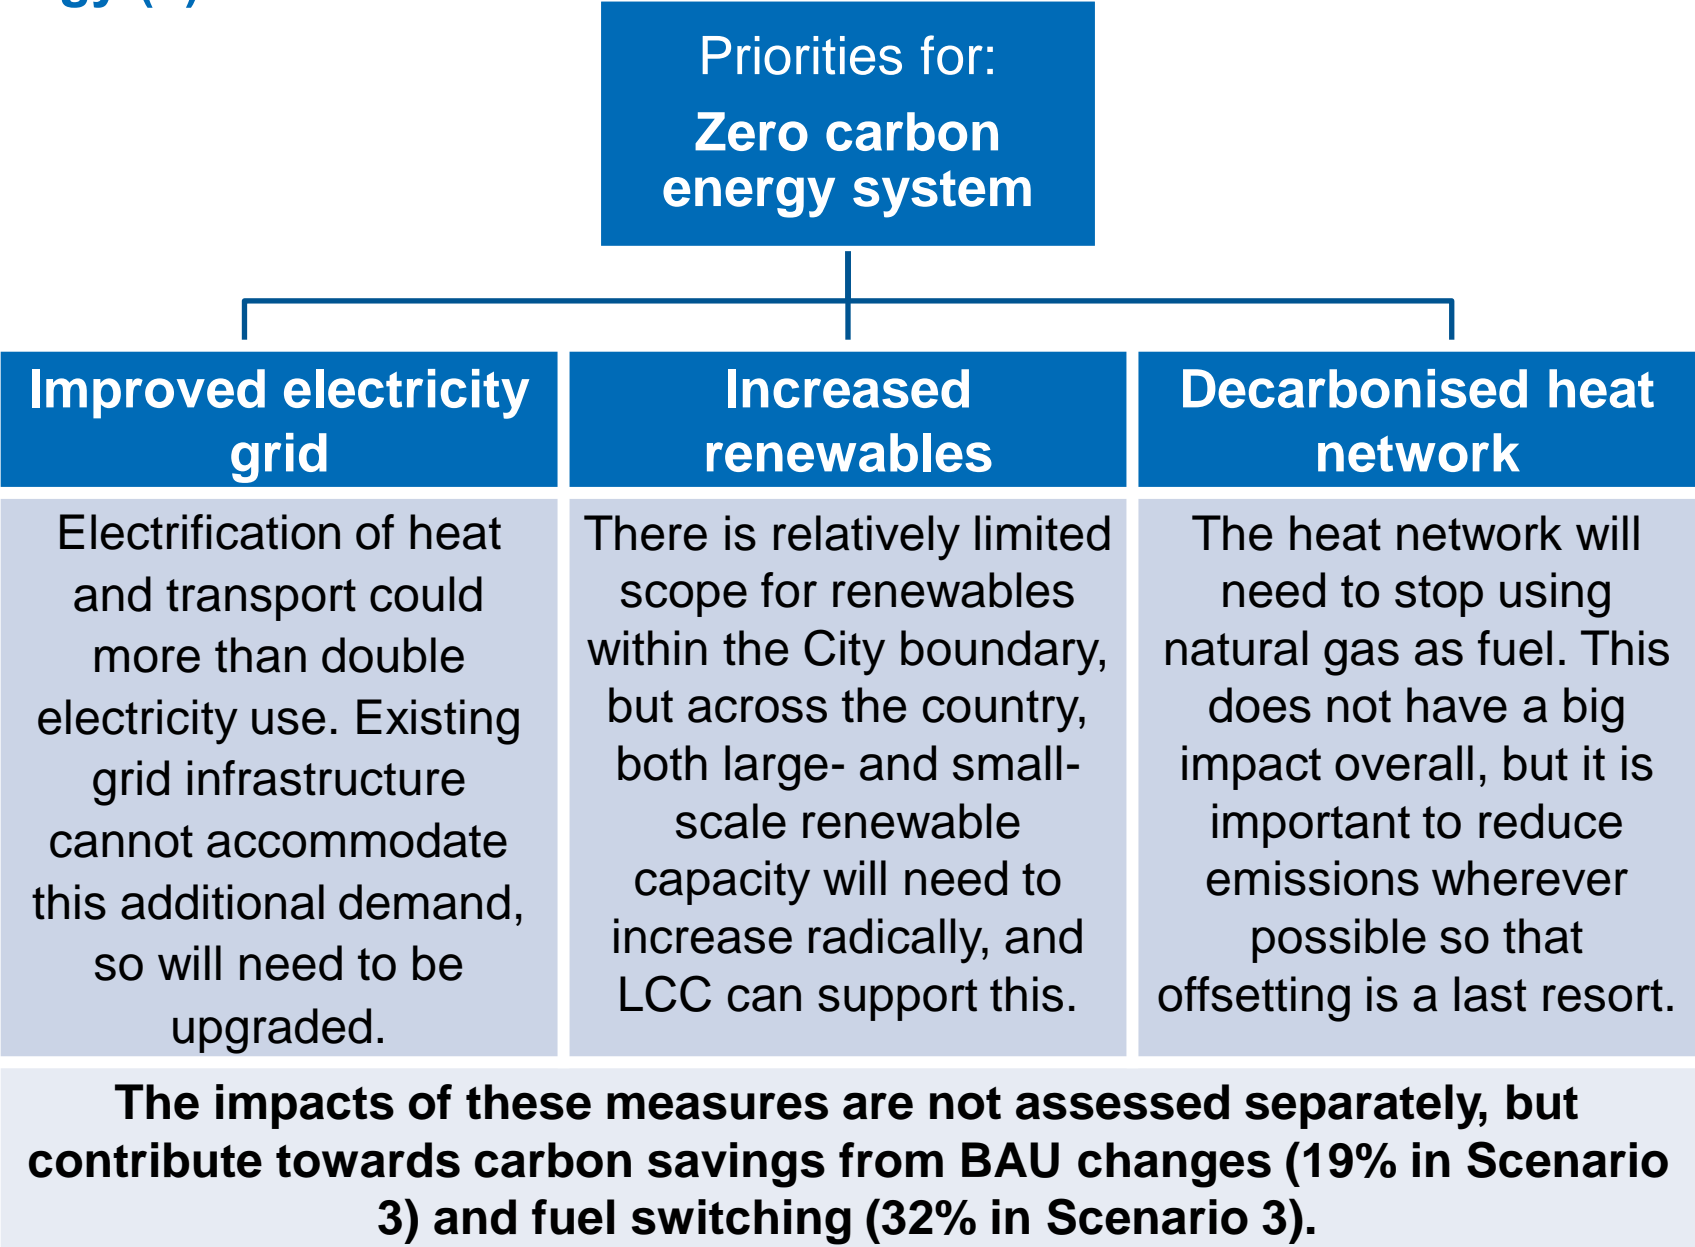 Priorities for:
Zero carbon
energy system
Improved electricity
grid
Electrification of heat
and transport could
more than double
electricity use. Existing
grid infrastructure
cannot accommodate
this additional demand,
so will need to be
upgraded.
Increased
renewables
There is relatively limited
scope for renewables
within the City boundary,
but across the country,
both large- and small-
scale renewable
capacity will need to
increase radically, and
LCC can support this.
Decarbonised heat
network
The heat network will
need to stop using
natural gas as fuel. This
does not have a big
impact overall, but it is
important to reduce
emissions wherever
possible so that
offsetting is a last resort.
The impacts of these measures are not assessed separately, but
contribute towards carbon savings from BAU changes (19% in Scenario
3) and fuel switching (32% in Scenario 3).